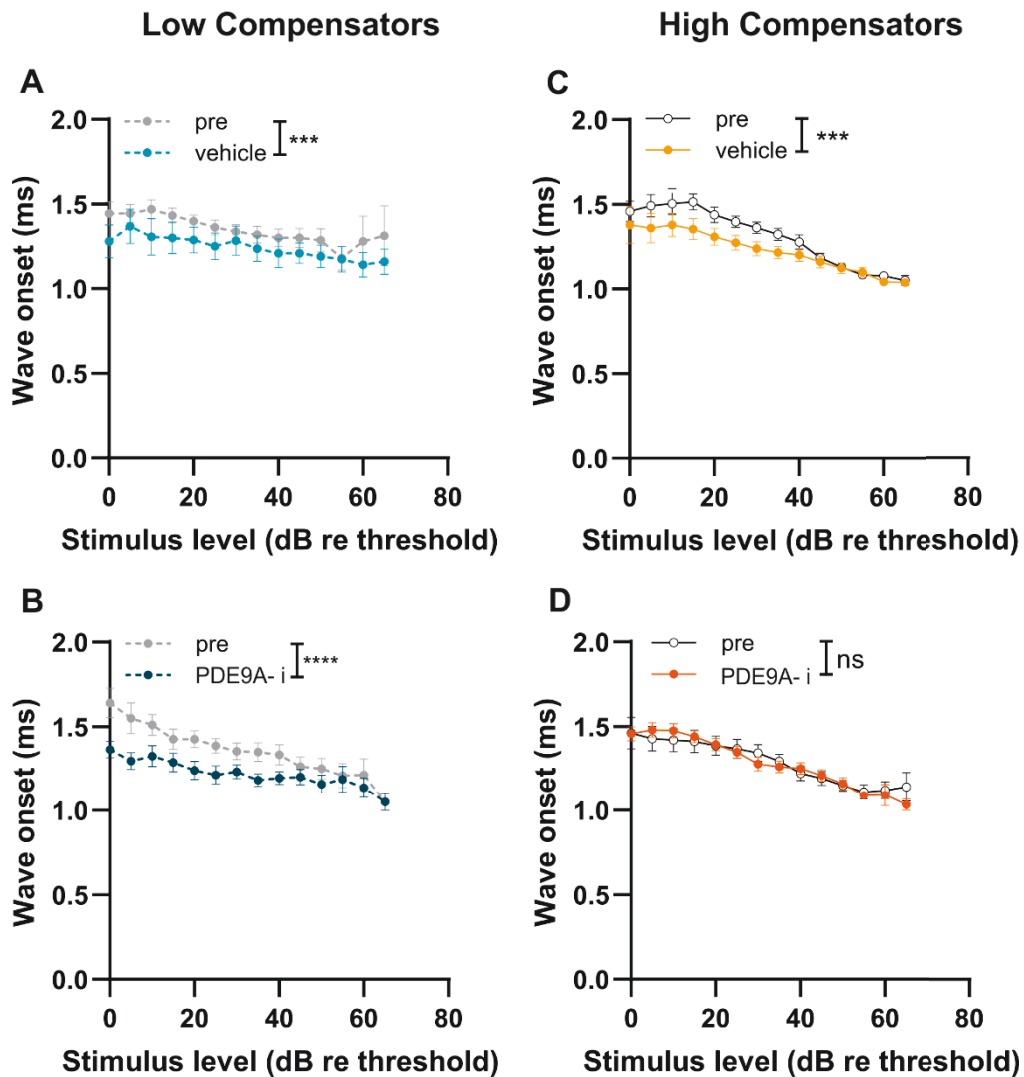 Low Compensators
High Compensators
A
2.0
1.5
1.0
0.5
0.0
Wave onset (ms)
pre
vehicle
***
0 20 40 60 80
Stimulus level (dB re threshold)
C
2.0
1.5
1.0
0.5
0.0
Wave onset (ms)
pre
vehicle
***
0 20 40 60 80
Stimulus level (dB re threshold)
B
2.0
1.5
1.0
0.5
0.0
Wave onset (ms)
pre
PDE9A- i
****
0 20 40 60 80
Stimulus level (dB re threshold)
D
2.0
1.5
1.0
0.5
0.0
Wave onset (ms)
pre
PDE9A- i
ns
0 20 40 60 80
Stimulus level (dB re threshold)